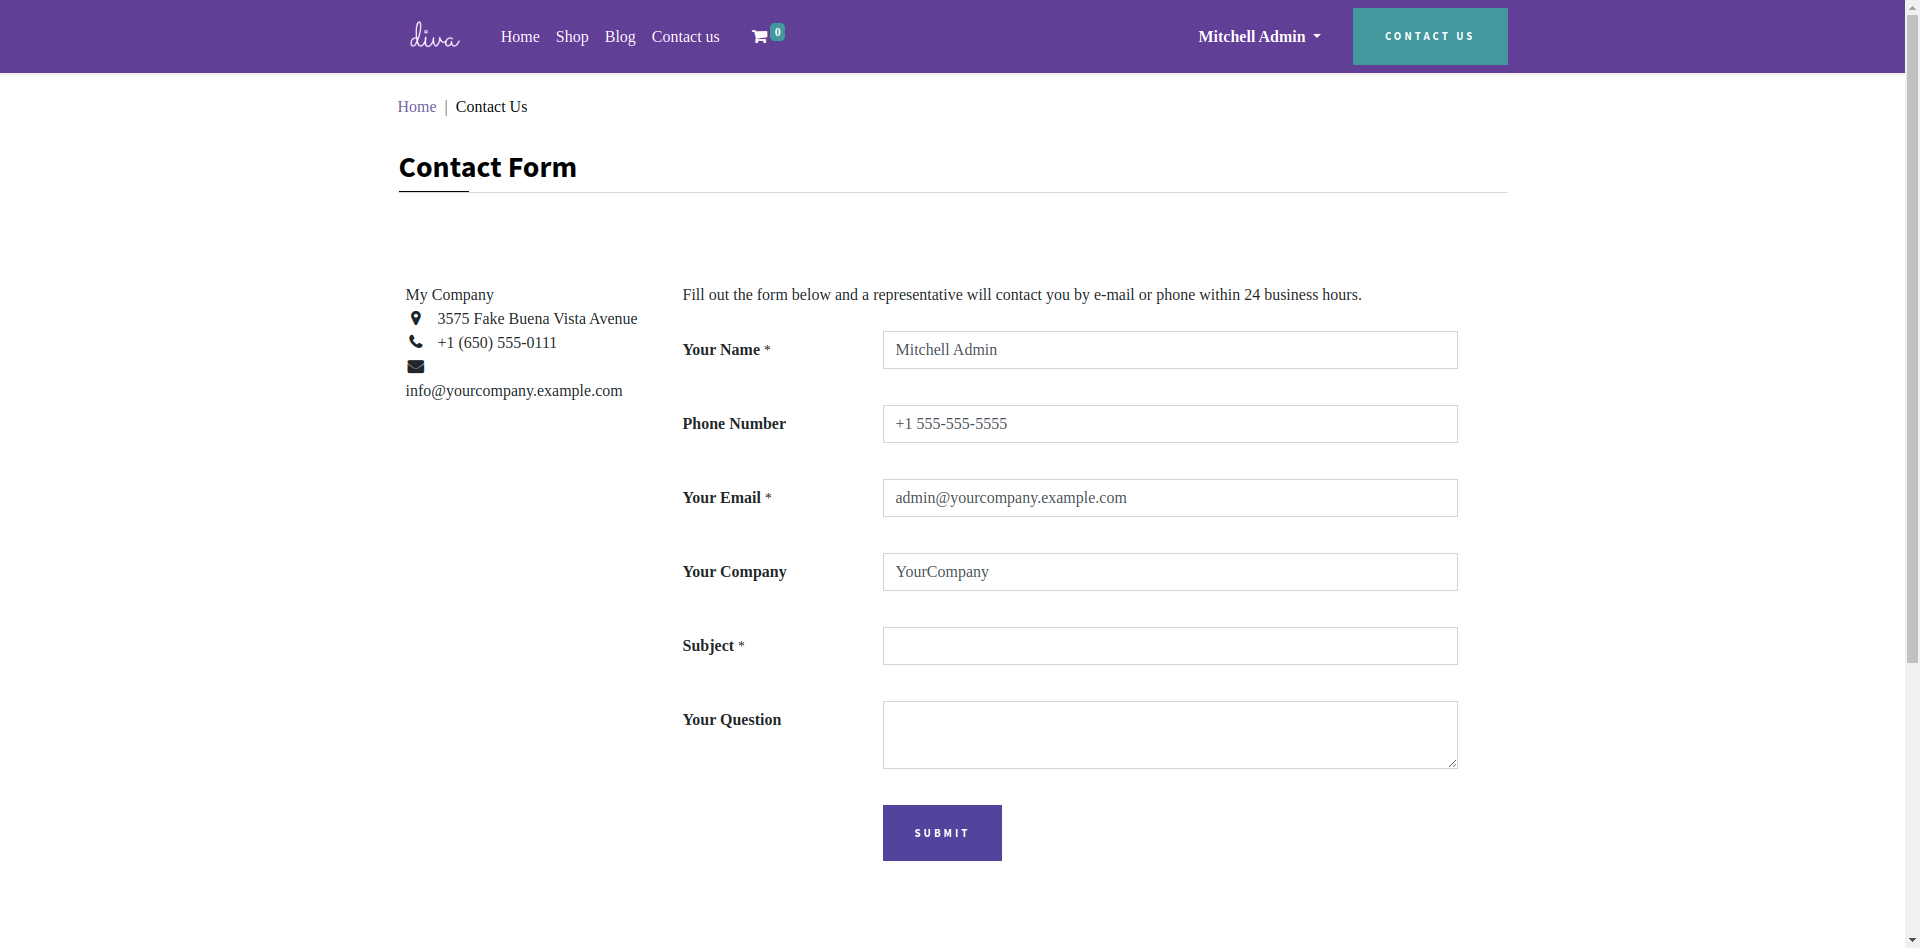 diva
Home Shop Blog Contact us 0 Mitchell Admin CONTACT US
Home | Contact Us
Contact Form
My Company
3575 Fake Buena Vista Avenue
+1 (650) 555-0111
info@yourcompany.example.com
Fill out the form below and a representative will contact you by e-mail or phone within 24 business hours.
Your Name * Mitchell Admin
Phone Number +1 555-555-5555
Your Email * admin@yourcompany.example.com
Your Company YourCompany
Subject *
Your Question
SUBMIT